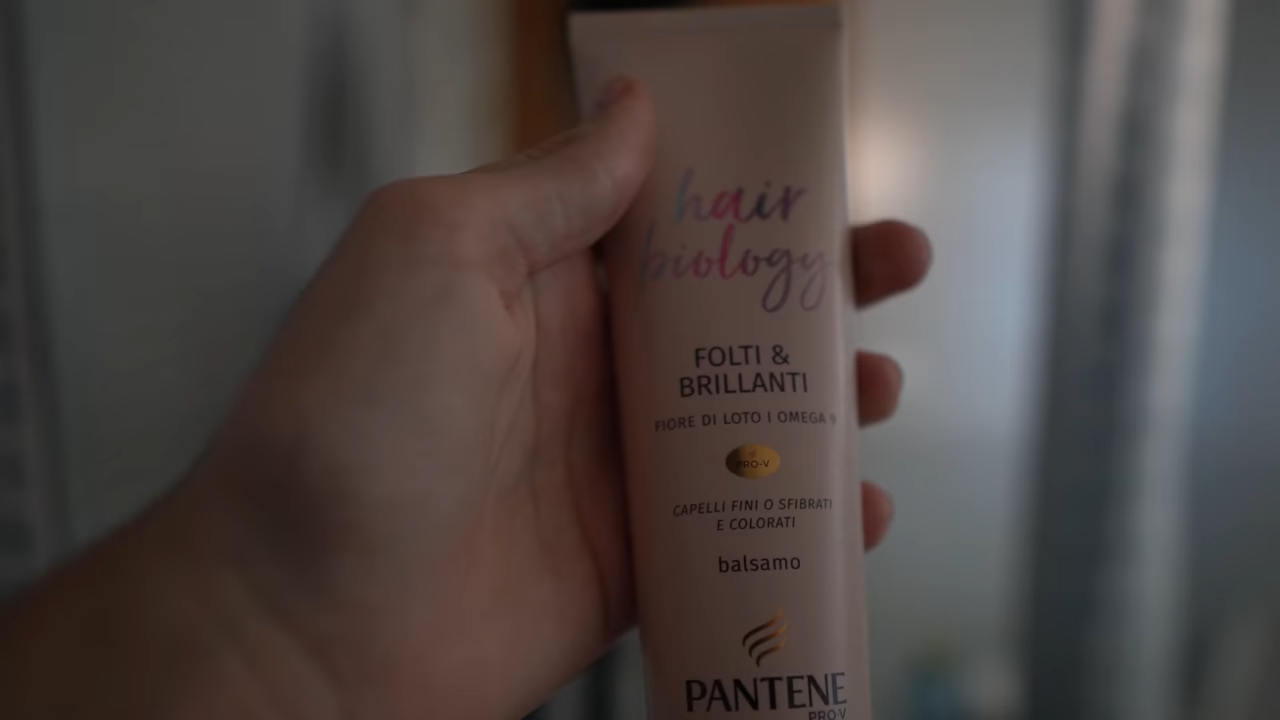 hair
biology
FOLTI &
BRILLANTI
FIORE DI LOTO | OMEGA 9
PRO-V
CAPELLI FINI O SFIBRATI
E COLORATI
balsamo
PANTENE
PRO-V